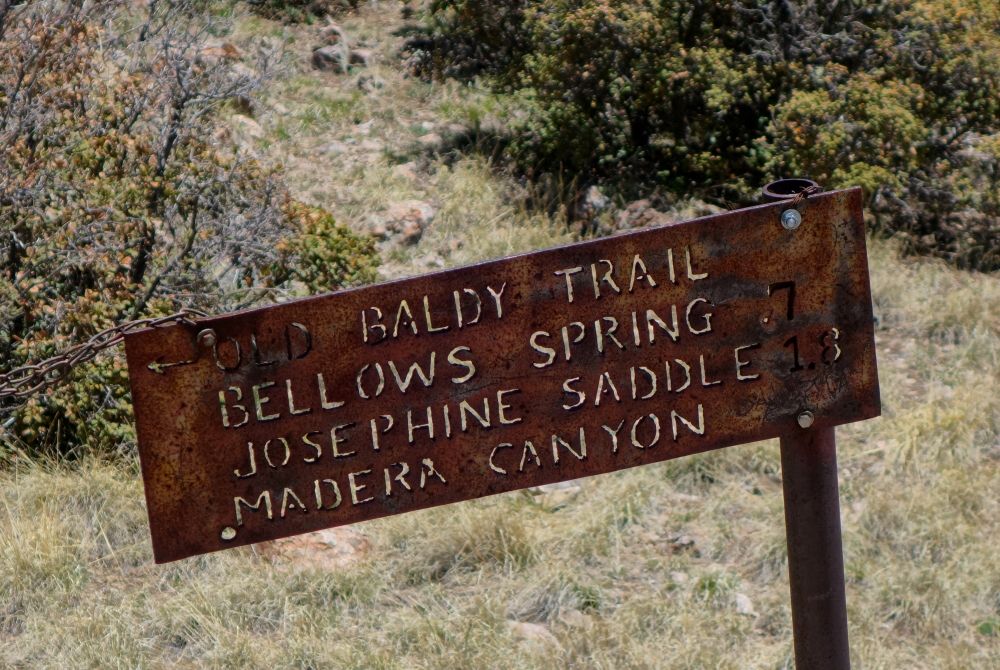 OLD BALDY TRAIL
BELLOWS SPRING .7
JOSEPHINE SADDLE 1.8
MADERA CANYON